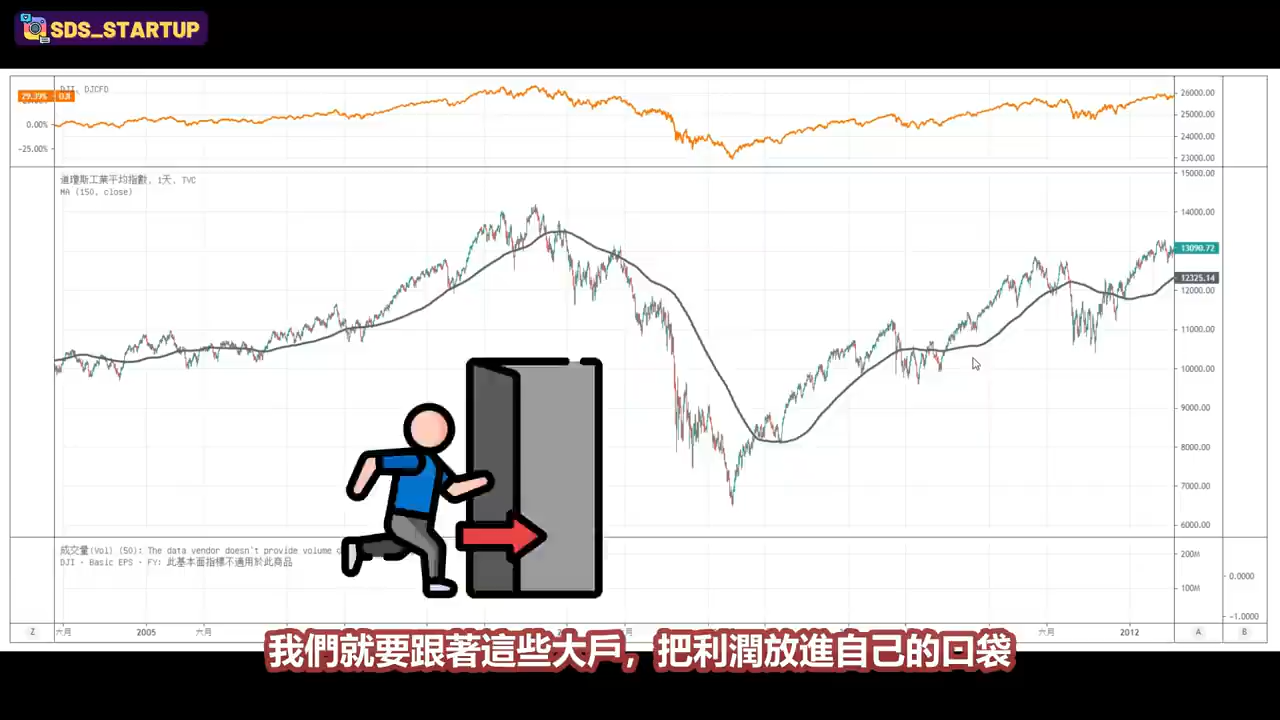 SDS_STARTUP
DJI, DJCFD
29.39% DJI
0.00%
-25.00%
26000.00
25000.00
24000.00
23000.00
道瓊斯工業平均指數, 1天, TVC
MA (150, close)
15000.00
14000.00
13090.72
12325.14
12000.00
11000.00
10000.00
9000.00
8000.00
7000.00
6000.00
成交量(Vol) (50): The data vendor doesn't provide volume
DJI · Basic EPS · FY: 此基本面指標不適用於此商品
200M
100M
0.0000
-1.0000
Z 六月 2005 六月 六月 2012 A B
我們就要跟著這些大戶，把利潤放進自己的口袋